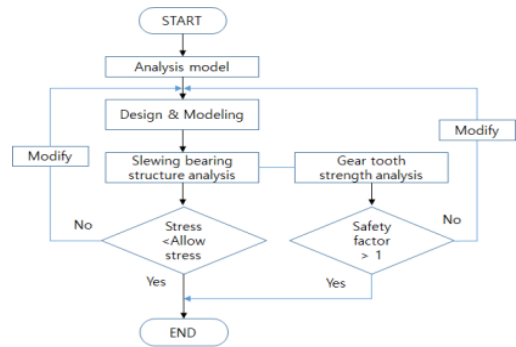 START
Analysis model
Design & Modeling
Modify
Modify
Slewing bearing
structure analysis
Gear tooth
strength analysis
No
Stress
<Allow
stress
Safety
factor
> 1
No
Yes
Yes
END